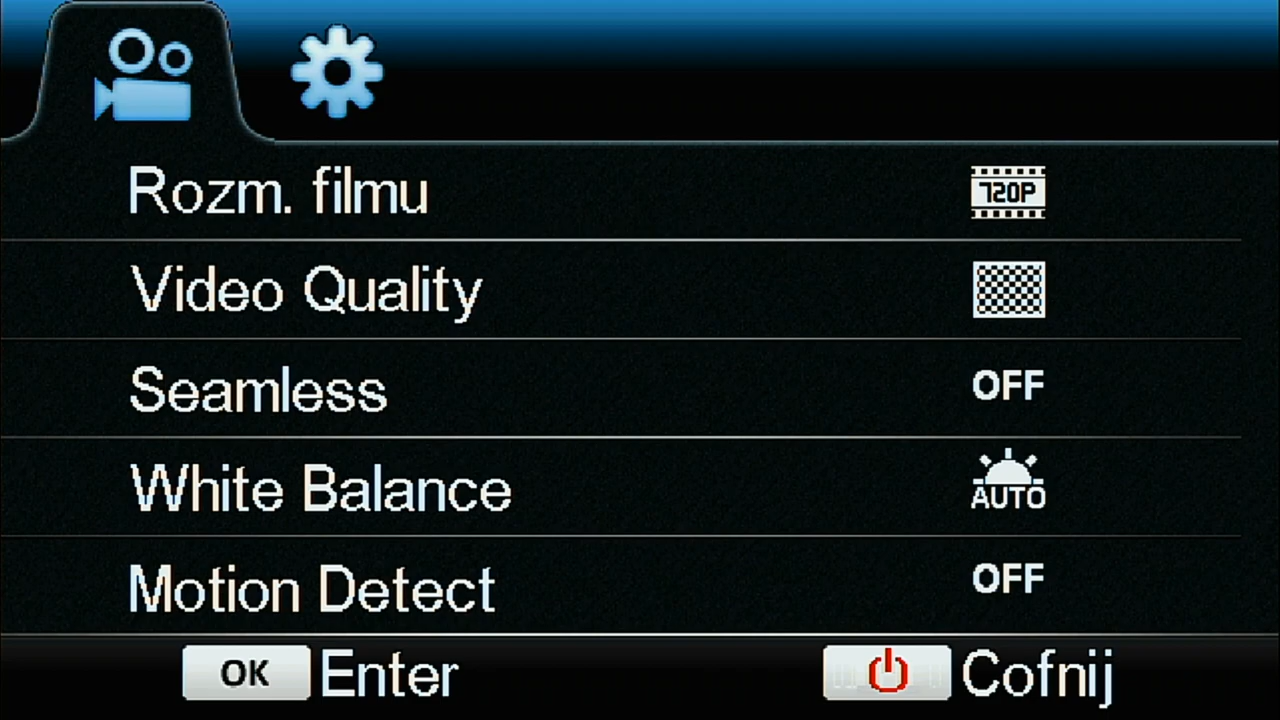 Rozm. filmu 720P
Video Quality
Seamless OFF
White Balance AUTO
Motion Detect OFF
OK Enter Cofnij